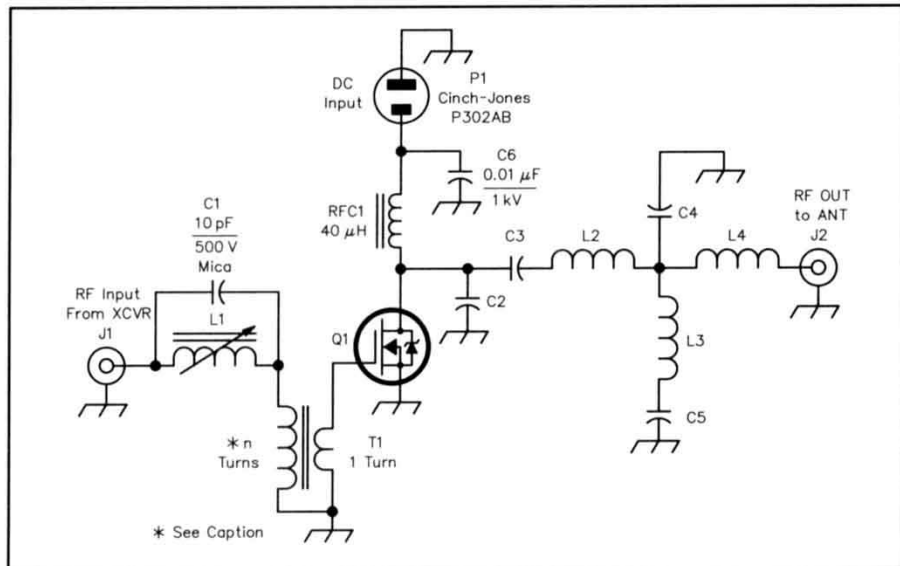 DC
Input
P1
Cinch-Jones
P302AB
C6
0.01 µF
1 kV
RFC1
40 µH
C1
10 pF
500 V
Mica
RF Input
From XCVR
J1
L1
C3
L2
C4
L4
RF OUT
to ANT
J2
C2
Q1
L3
C5
* n
Turns
T1
1 Turn
* See Caption